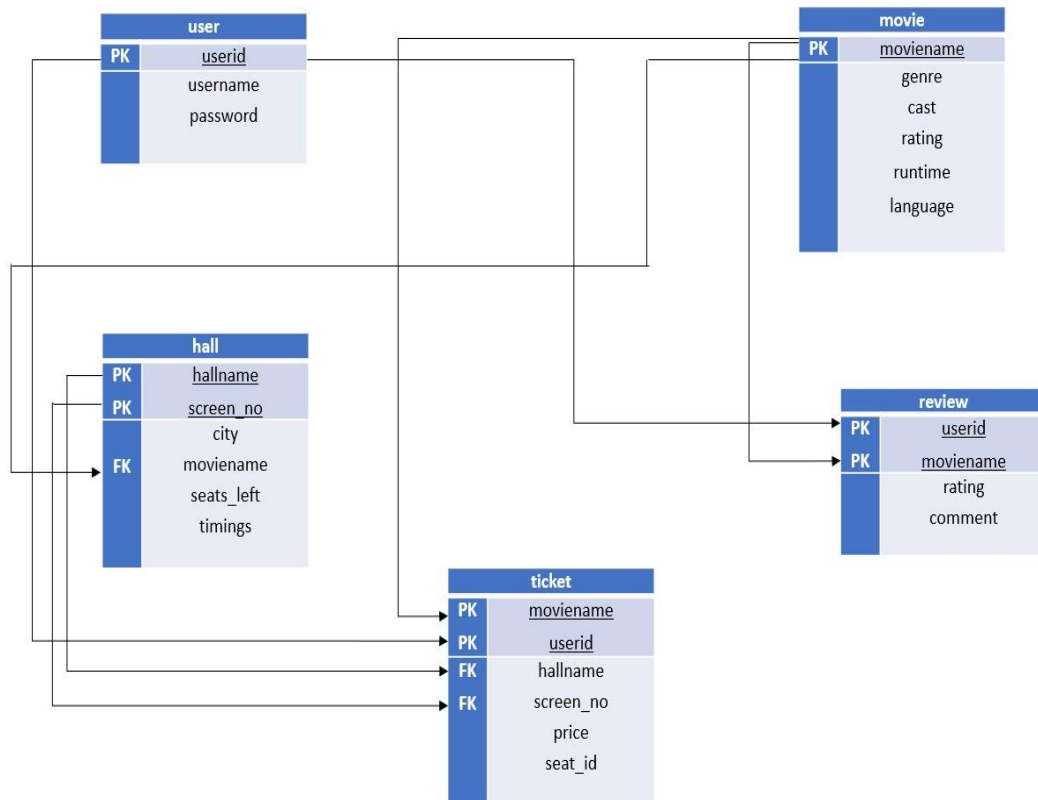 user
PK userid
username
password
movie
PK moviename
genre
cast
rating
runtime
language
hall
PK hallname
PK screen_no
city
FK moviename
seats_left
timings
review
PK userid
PK moviename
rating
comment
ticket
PK moviename
PK userid
FK hallname
FK screen_no
price
seat_id